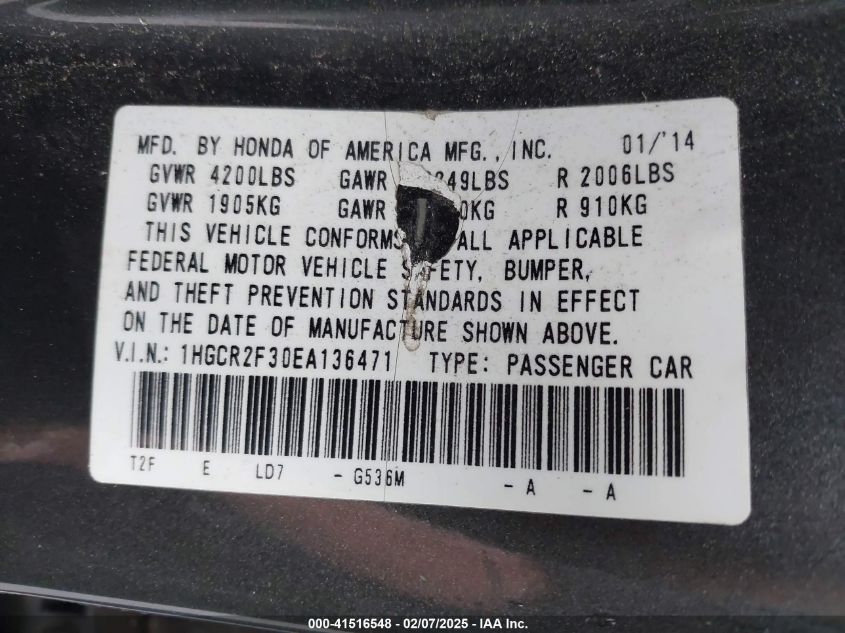 MFD. BY HONDA OF AMERICA MFG., INC. 01/'14
GVWR 4200LBS GAWR 249LBS R 2006LBS
GVWR 1905KG GAWR 0KG R 910KG
THIS VEHICLE CONFORMS ALL APPLICABLE
FEDERAL MOTOR VEHICLE SAFETY, BUMPER,
AND THEFT PREVENTION STANDARDS IN EFFECT
ON THE DATE OF MANUFACTURE SHOWN ABOVE.
V.I.N.: 1HGCR2F30EA136471 TYPE: PASSENGER CAR
T2F E LD7 - G536M - A - A
000-41516548 - 02/07/2025 - IAA Inc.